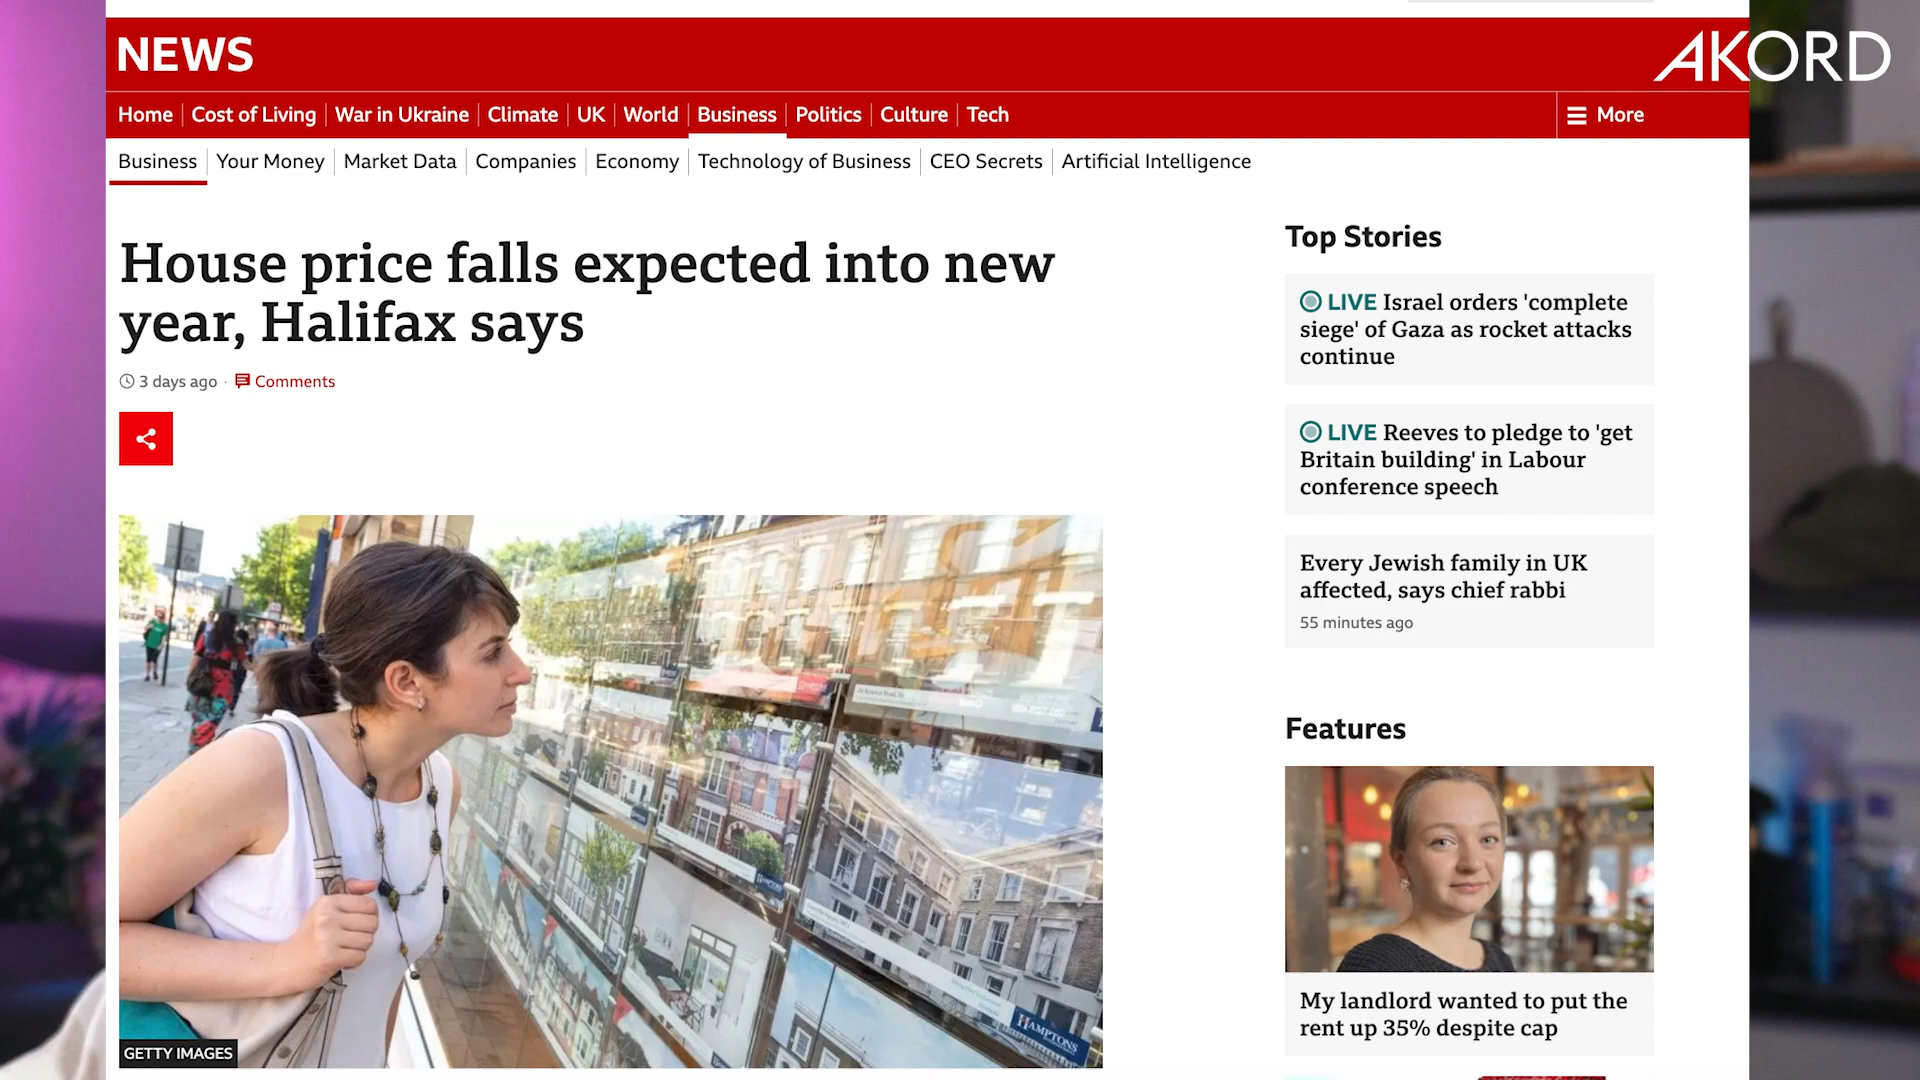 NEWS
AKORD
Home
Cost of Living
War in Ukraine
Climate
UK
World
Business
Politics
Culture
Tech
More
Business
Your Money
Market Data
Companies
Economy
Technology of Business
CEO Secrets
Artificial Intelligence
House price falls expected into new
year, Halifax says
3 days ago · Comments
GETTY IMAGES
HAMPTONS
HAMPTONS
Top Stories
LIVE Israel orders 'complete
siege' of Gaza as rocket attacks
continue
LIVE Reeves to pledge to 'get
Britain building' in Labour
conference speech
Every Jewish family in UK
affected, says chief rabbi
55 minutes ago
Features
My landlord wanted to put the
rent up 35% despite cap